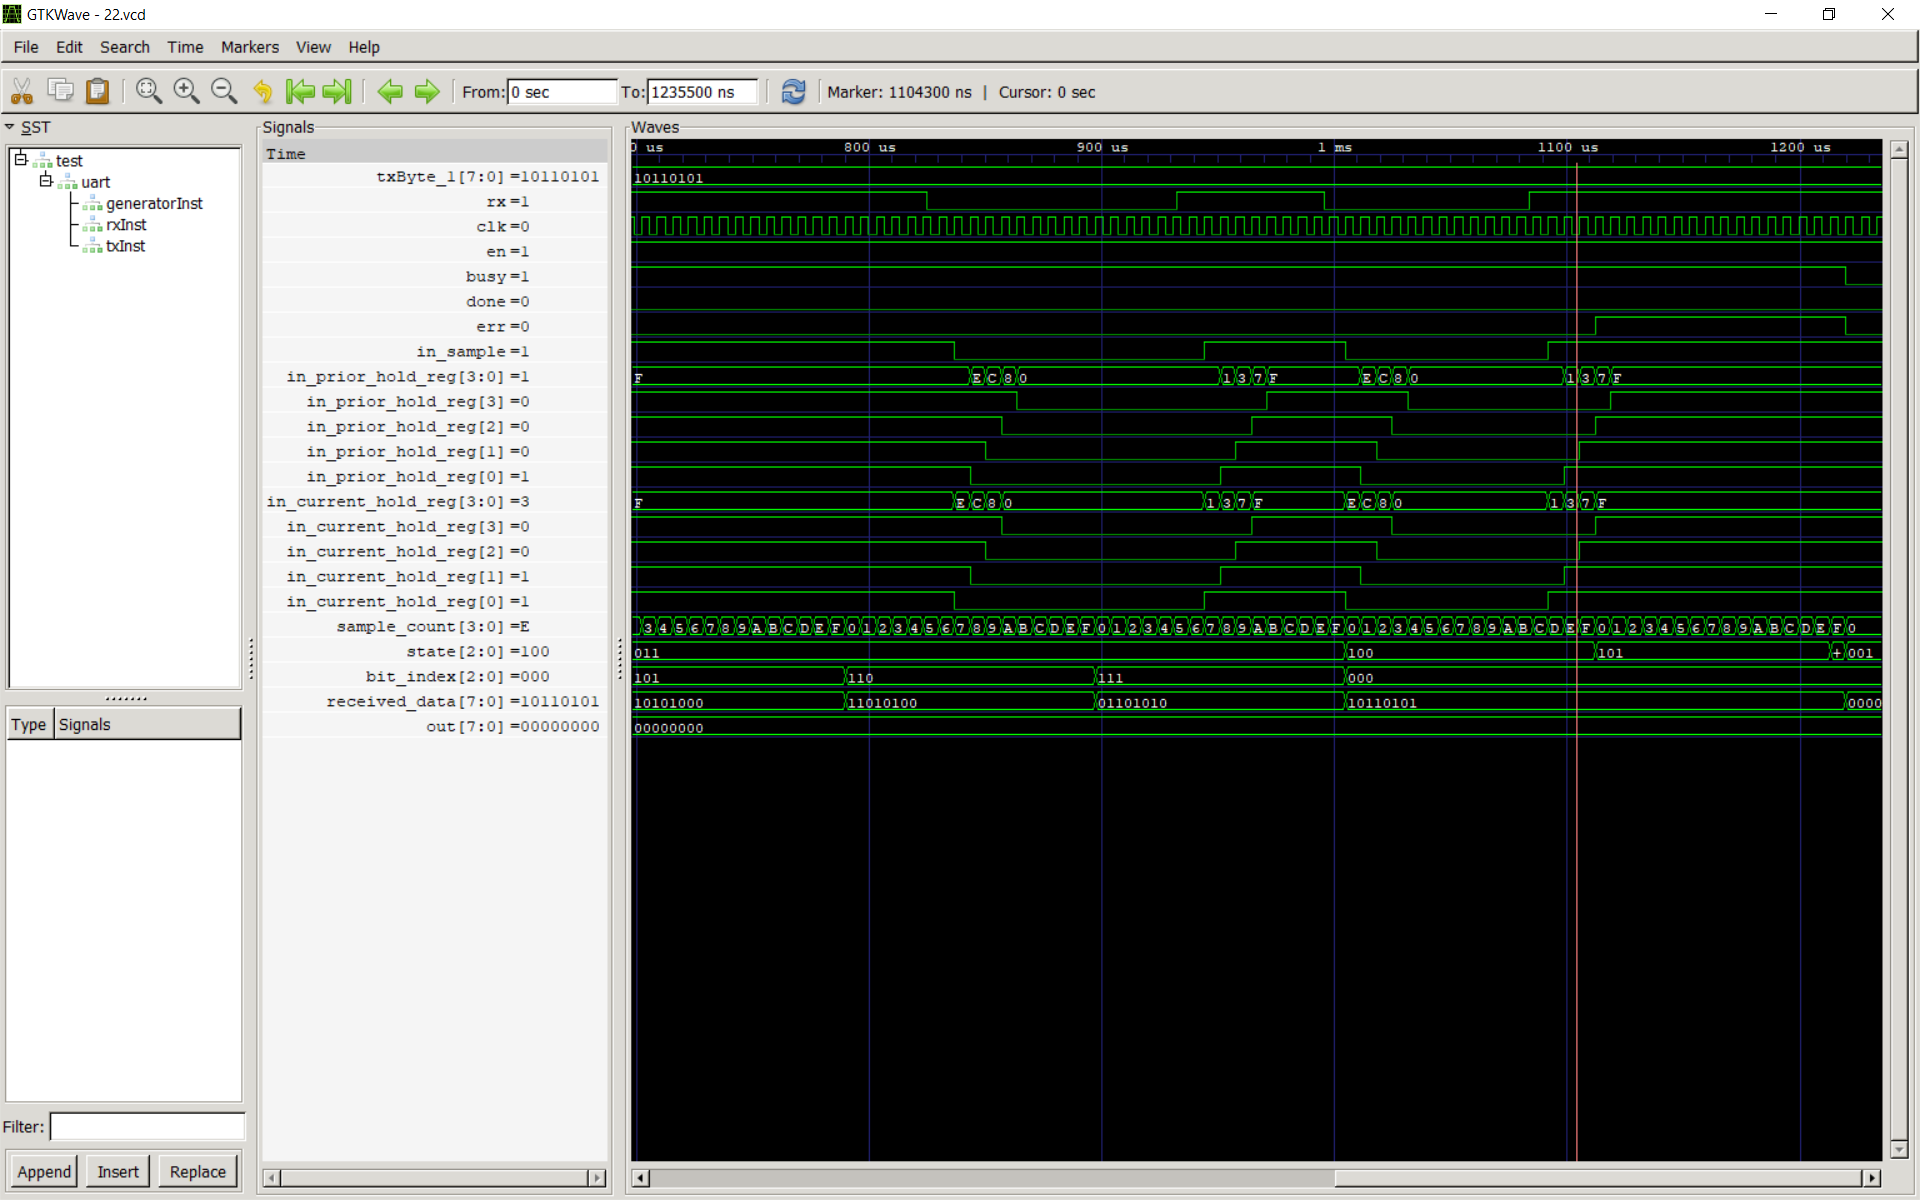 GTKWave - 22.vcd
File Edit Search Time Markers View Help
From: 0 sec To: 1235500 ns Marker: 1104300 ns | Cursor: 0 sec
SST
test
uart
generatorInst
rxInst
txInst
Type Signals
Filter:
Append Insert Replace
Signals
Time
txByte_1[7:0] =10110101
rx =1
clk =0
en =1
busy =1
done =0
err =0
in_sample =1
in_prior_hold_reg[3:0] =1
in_prior_hold_reg[3] =0
in_prior_hold_reg[2] =0
in_prior_hold_reg[1] =0
in_prior_hold_reg[0] =1
in_current_hold_reg[3:0] =3
in_current_hold_reg[3] =0
in_current_hold_reg[2] =0
in_current_hold_reg[1] =1
in_current_hold_reg[0] =1
sample_count[3:0] =E
state[2:0] =100
bit_index[2:0] =000
received_data[7:0] =10110101
out[7:0] =00000000
Waves
0 us 800 us 900 us 1 ms 1100 us 1200 us
10110101
F E C 8 0 1 3 7 F E C 8 0 1 3 7 F
F E C 8 0 1 3 7 F E C 8 0 1 3 7 F
3 4 5 6 7 8 9 A B C D E F 0 1 2 3 4 5 6 7 8 9 A B C D E F 0 1 2 3 4 5 6 7 8 9 A B C D E F 0 1 2 3 4 5 6 7 8 9 A B C D E F 0 1 2 3 4 5 6 7 8 9 A B C D E F 0
011 100 101 + 001
101 110 111 000
10101000 11010100 01101010 10110101 0000
00000000